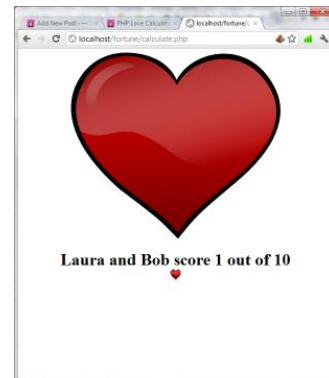 Add New Post ‹ —
PHP Love Calculat
localhost/fortune/c
localhost/fortune/calculate.php
Laura and Bob score 1 out of 10